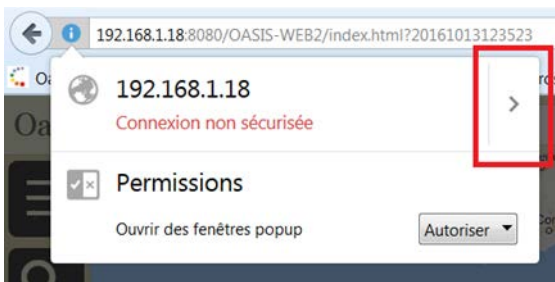 192.168.1.18:8080/OASIS-WEB2/index.html?20161013123523
192.168.1.18
Connexion non sécurisée
Permissions
Ouvrir des fenêtres popup
Autoriser